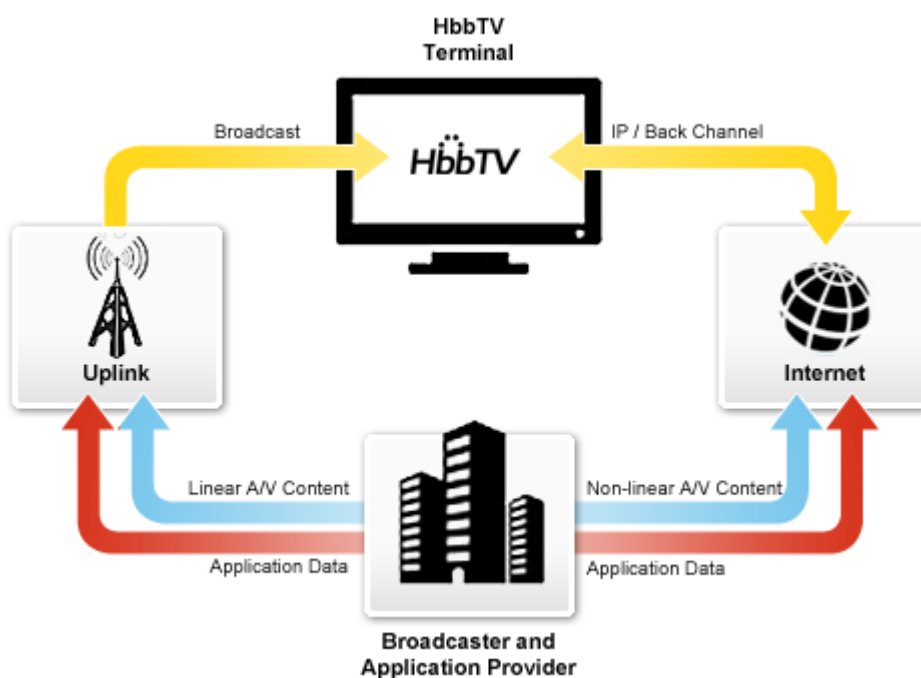 HbbTV
Terminal
Broadcast
IP / Back Channel
HbbTV
Uplink
Internet
Linear A/V Content
Non-linear A/V Content
Application Data
Application Data
Broadcaster and
Application Provider